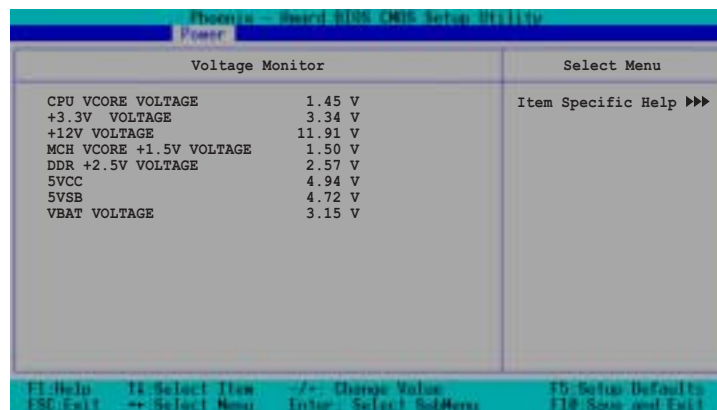 Phoenix - Award BIOS CMOS Setup Utility
Power
Voltage Monitor
Select Menu
CPU VCORE VOLTAGE 1.45 V
+3.3V VOLTAGE 3.34 V
+12V VOLTAGE 11.91 V
MCH VCORE +1.5V VOLTAGE 1.50 V
DDR +2.5V VOLTAGE 2.57 V
5VCC 4.94 V
5VSB 4.72 V
VBAT VOLTAGE 3.15 V
Item Specific Help ▶▶▶
F1:Help ↑↓:Select Item -/+: Change Value F5:Setup Defaults
ESC:Exit ↔:Select Menu Enter: Select SubMenu F10:Save and Exit